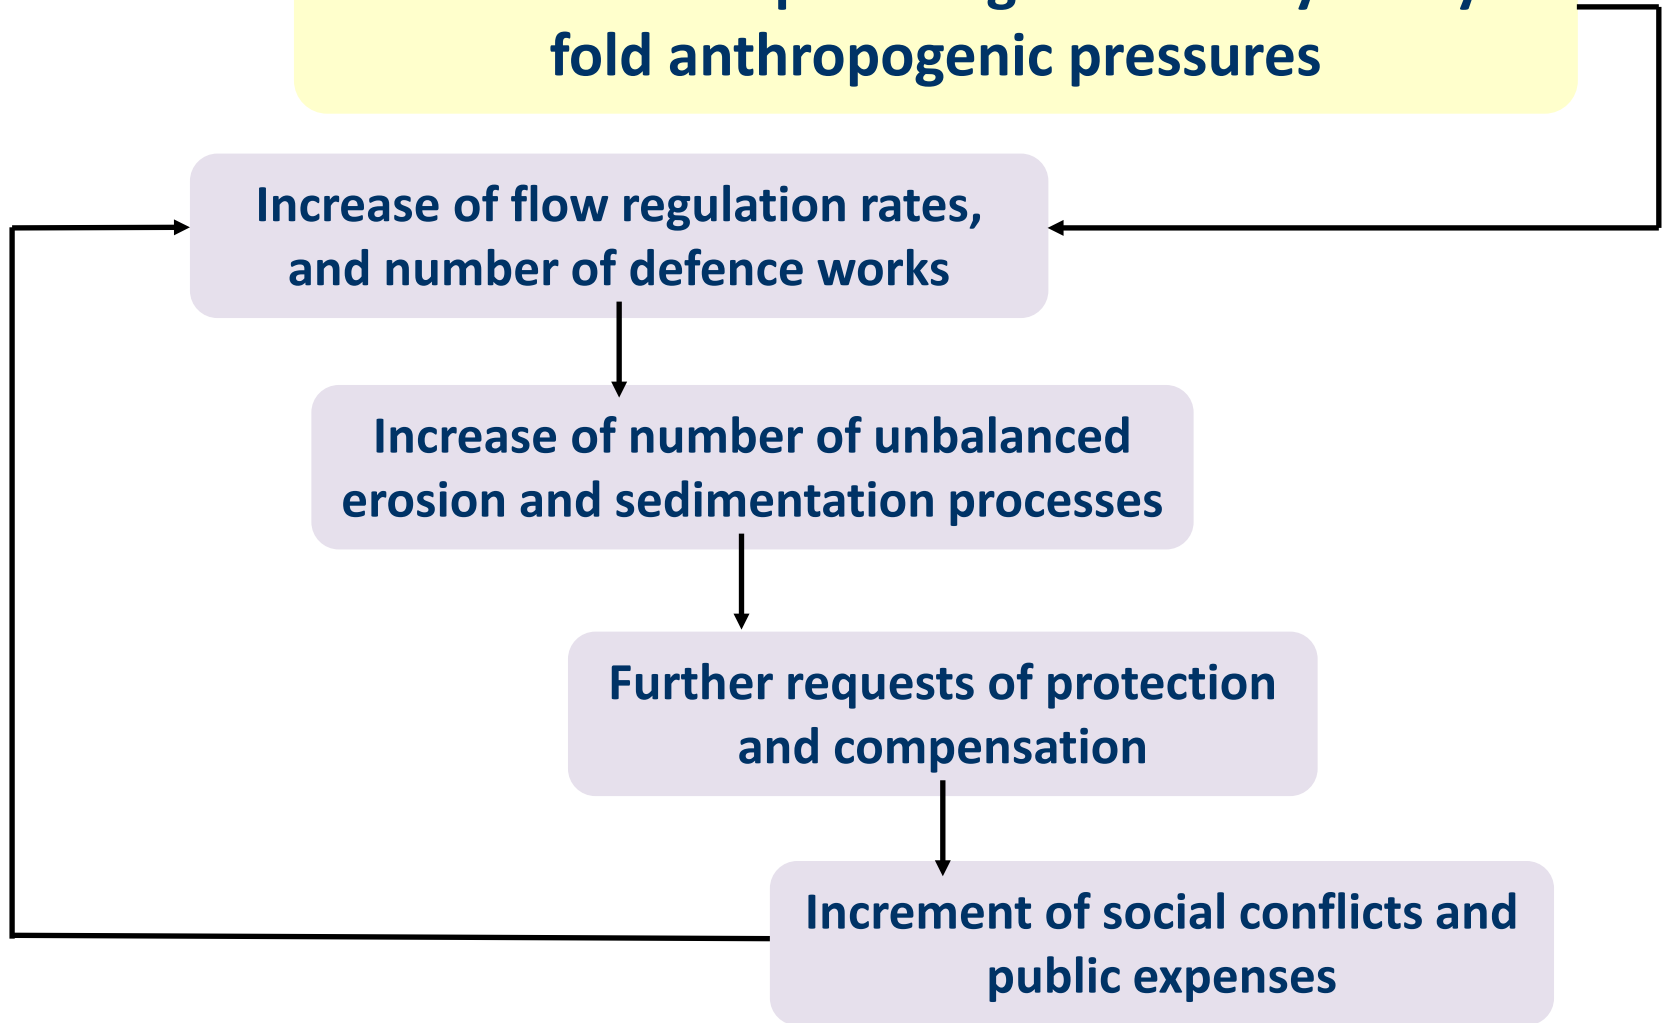 fold anthropogenic pressures
Increase of flow regulation rates,
and number of defence works
Increase of number of unbalanced
erosion and sedimentation processes
Further requests of protection
and compensation
Increment of social conflicts and
public expenses